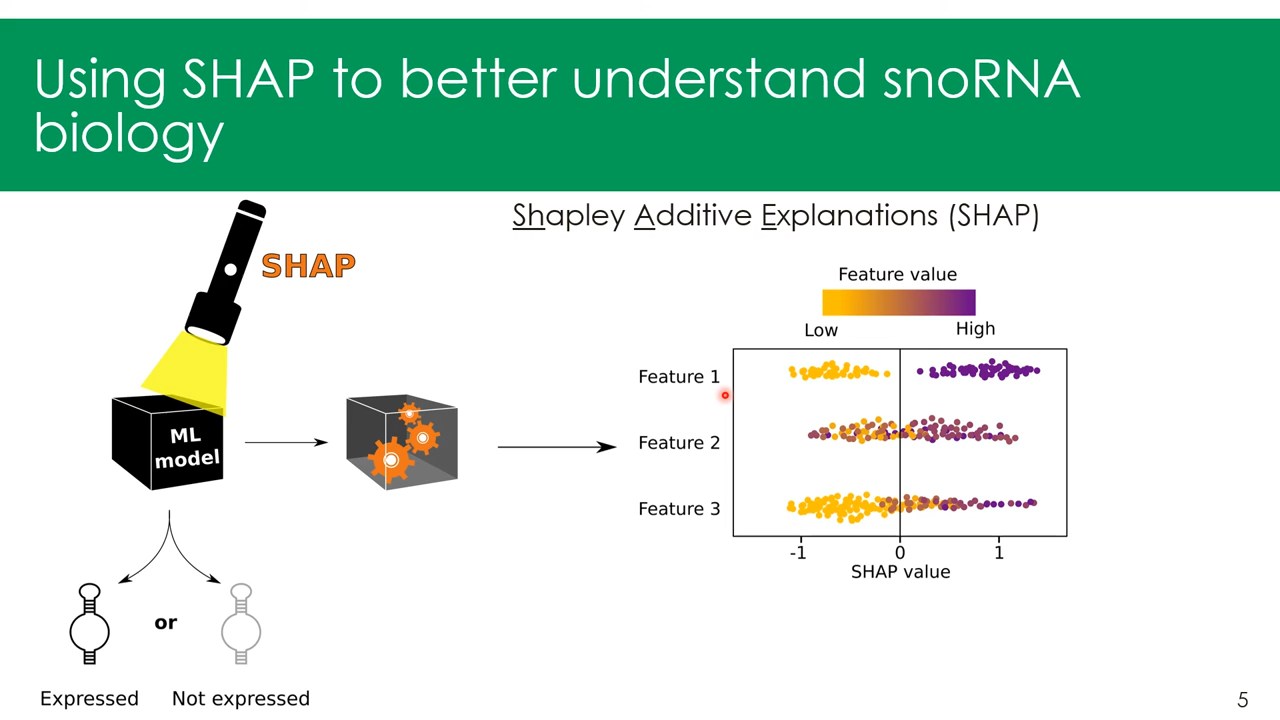 Using SHAP to better understand snoRNA
biology
Shapley Additive Explanations (SHAP)
SHAP
ML
model
Expressed
or
Not expressed
Feature value
Low
High
Feature 1
Feature 2
Feature 3
-1
0
1
SHAP value
5